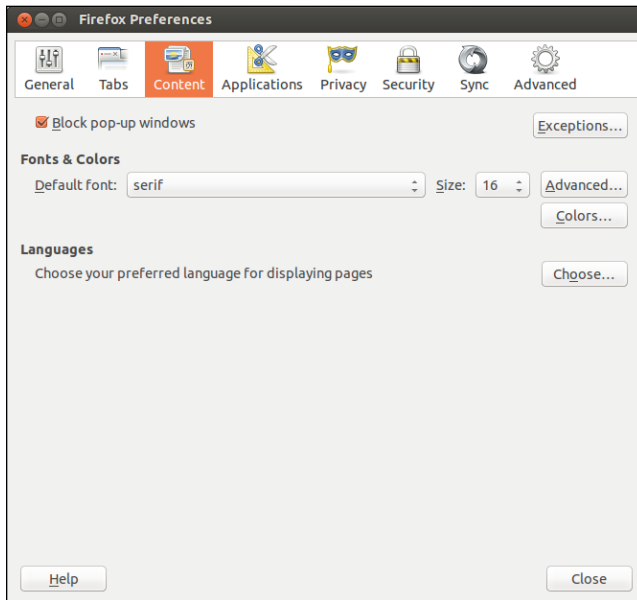 Firefox Preferences
General Tabs Content Applications Privacy Security Sync Advanced
Block pop-up windows Exceptions...
Fonts & Colors
Default font: serif Size: 16 Advanced...
Colors...
Languages
Choose your preferred language for displaying pages Choose...
Help Close